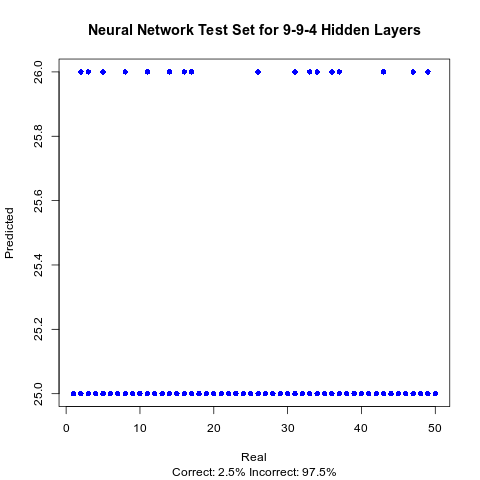 Neural Network Test Set for 9-9-4 Hidden Layers
26.0
25.8
25.6
25.4
25.2
25.0
Predicted
0 10 20 30 40 50
Real
Correct: 2.5% Incorrect: 97.5%